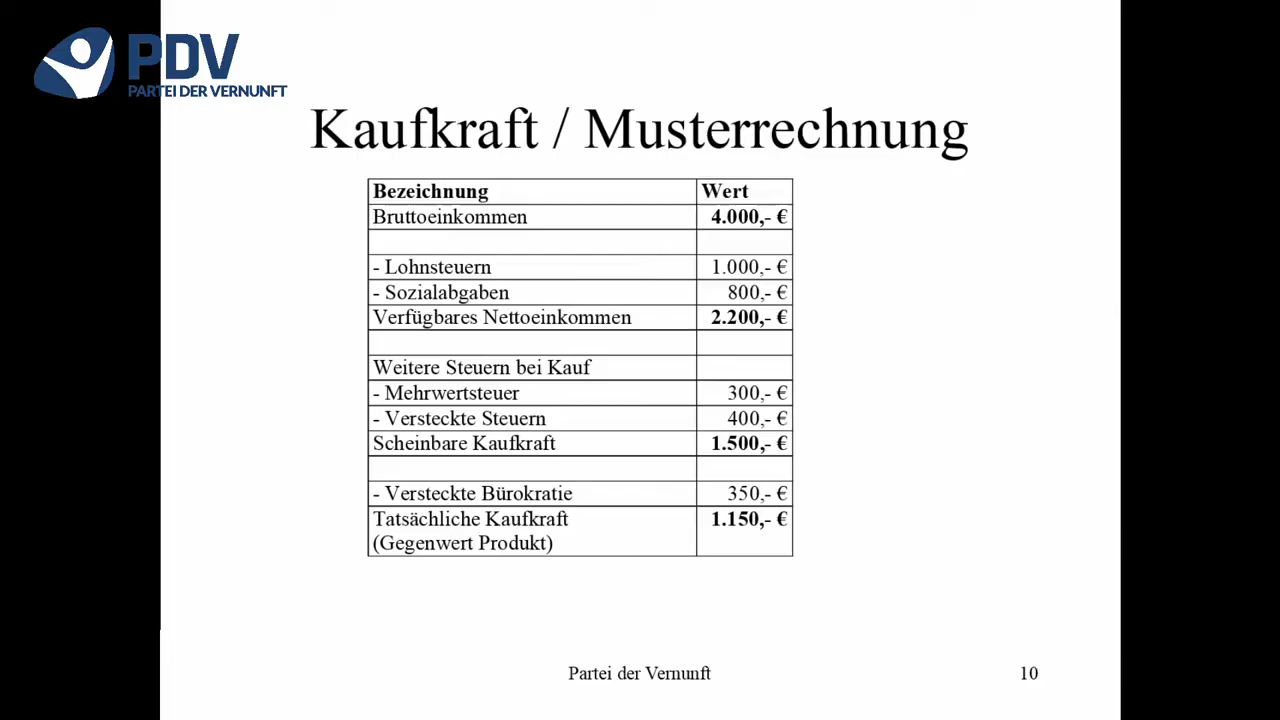 PDV
PARTEI DER VERNUNFT
Kaufkraft / Musterrechnung
Bezeichnung Wert
Bruttoeinkommen 4.000,- €
- Lohnsteuern 1.000,- €
- Sozialabgaben 800,- €
Verfügbares Nettoeinkommen 2.200,- €
Weitere Steuern bei Kauf
- Mehrwertsteuer 300,- €
- Versteckte Steuern 400,- €
Scheinbare Kaufkraft 1.500,- €
- Versteckte Bürokratie 350,- €
Tatsächliche Kaufkraft 1.150,- €
(Gegenwert Produkt)
Partei der Vernunft 10